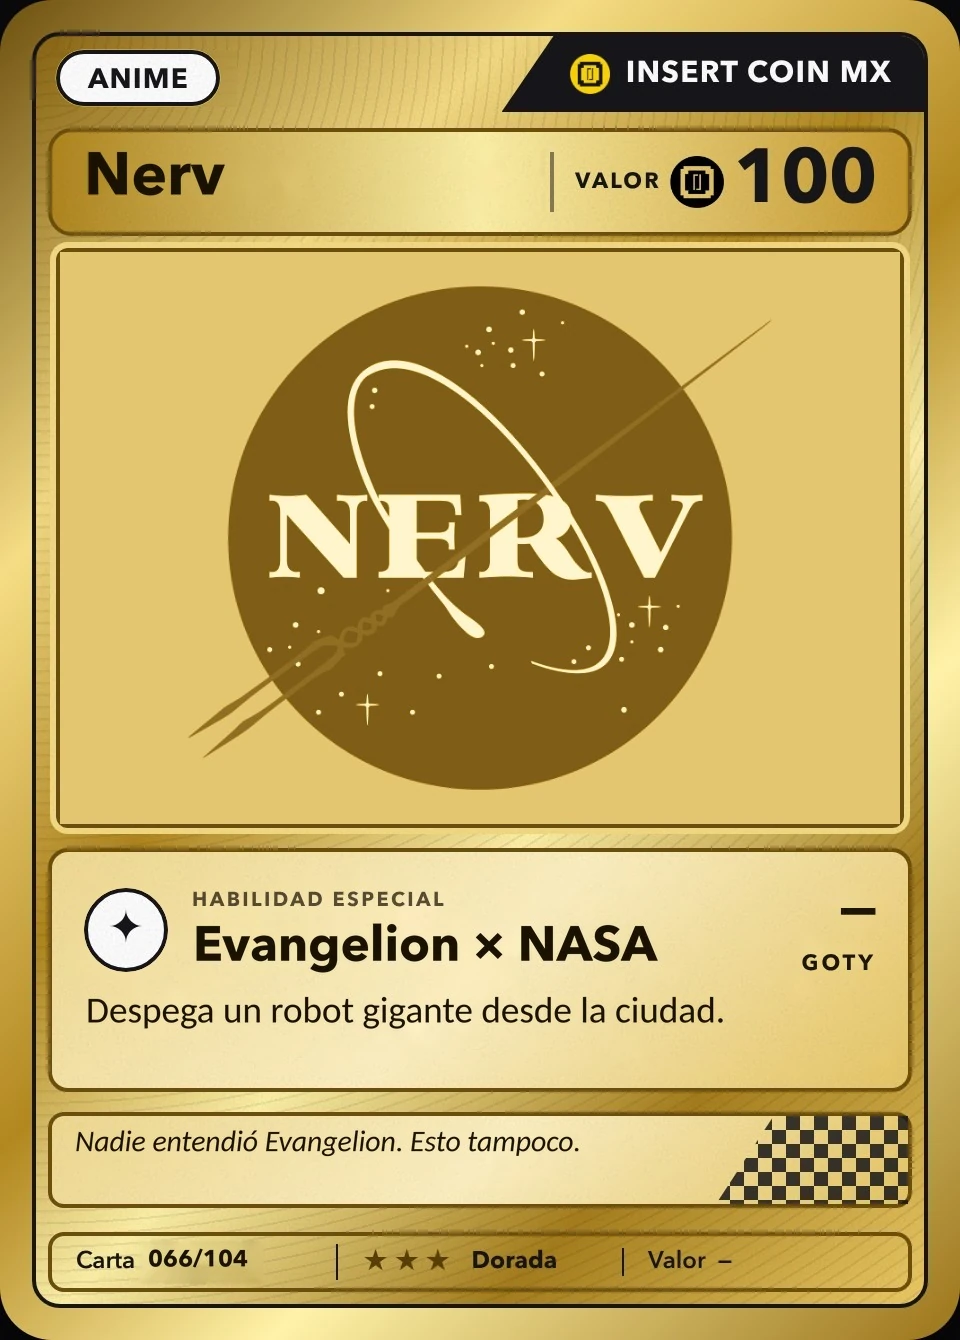 ANIME
INSERT COIN MX
Nerv
VALOR 100
NERV
HABILIDAD ESPECIAL
Evangelion × NASA
—
GOTY
Despega un robot gigante desde la ciudad.
Nadie entendió Evangelion. Esto tampoco.
Carta 066/104 ★★★ Dorada Valor –